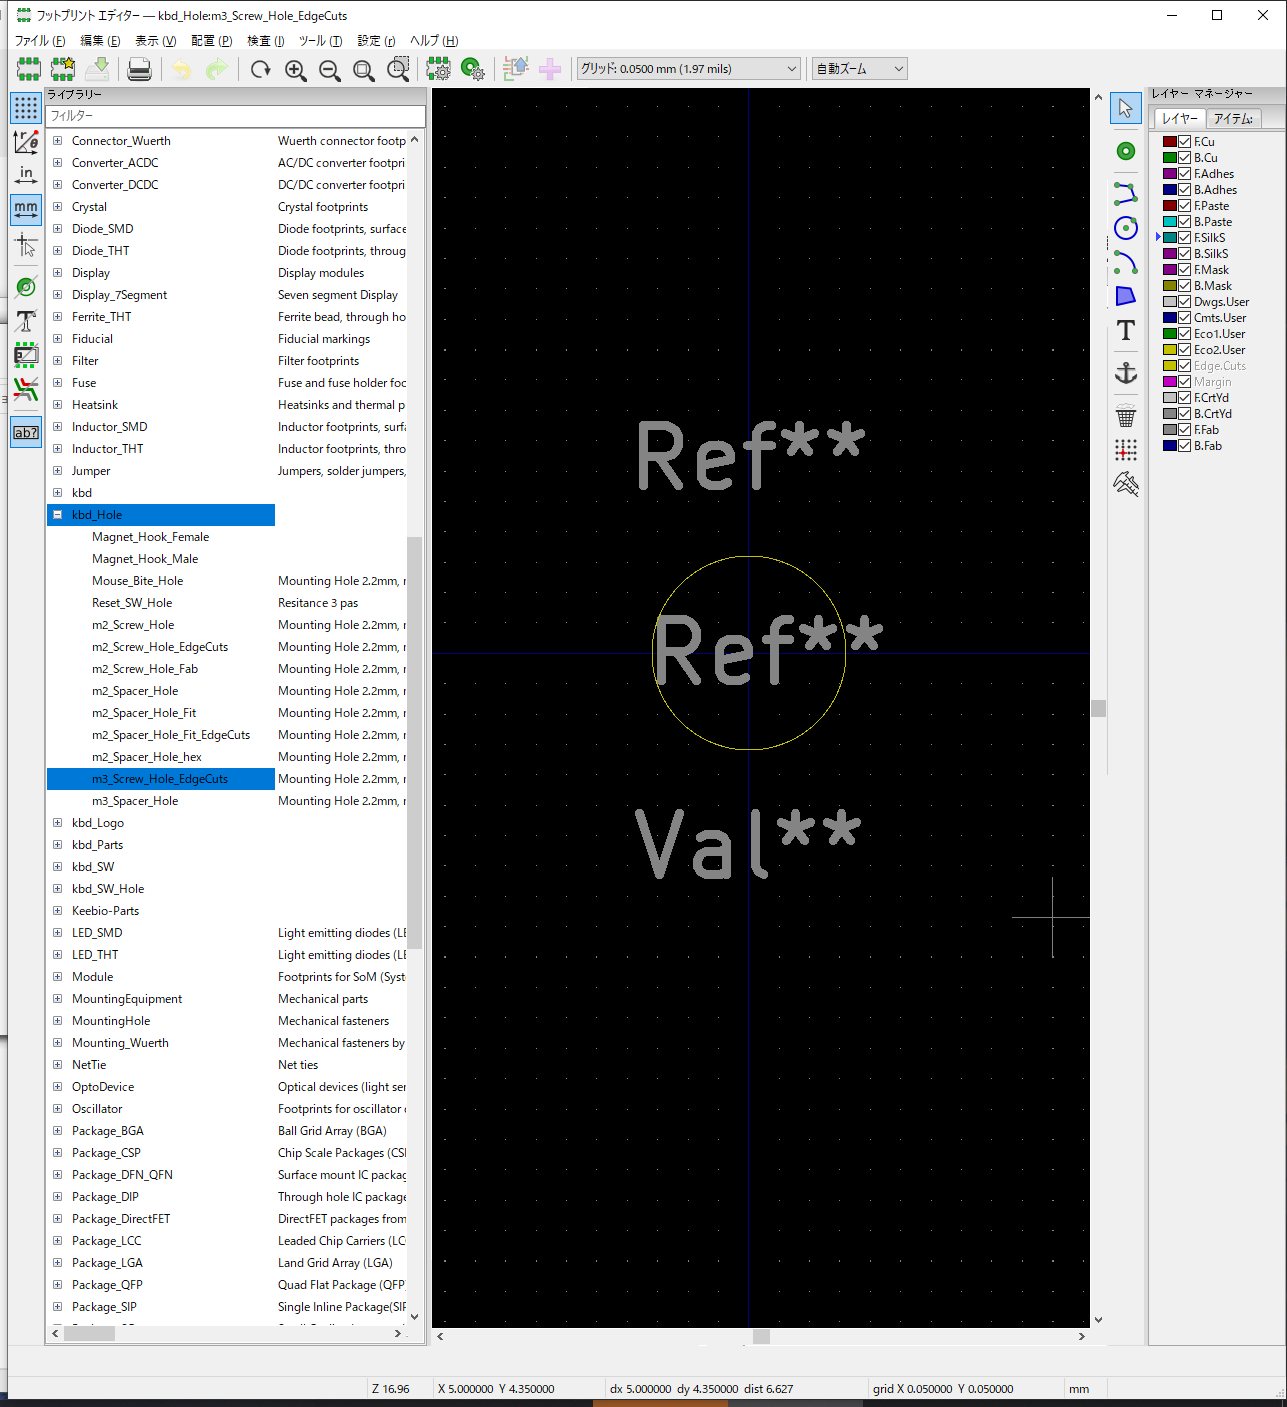 フットプリント エディター — kbd_Hole:m3_Screw_Hole_EdgeCuts
ファイル (F) 編集 (E) 表示 (V) 配置 (P) 検査 (I) ツール (T) 設定 (r) ヘルプ (H)
グリッド: 0.0500 mm (1.97 mils) 自動ズーム
ライブラリー
フィルター
Connector_Wuerth Wuerth connector footp
Converter_ACDC AC/DC converter footpri
Converter_DCDC DC/DC converter footpri
Crystal Crystal footprints
Diode_SMD Diode footprints, surface
Diode_THT Diode footprints, throug
Display Display modules
Display_7Segment Seven segment Display
Ferrite_THT Ferrite bead, through ho
Fiducial Fiducial markings
Filter Filter footprints
Fuse Fuse and fuse holder foo
Heatsink Heatsinks and thermal p
Inductor_SMD Inductor footprints, surfa
Inductor_THT Inductor footprints, thro
Jumper Jumpers, solder jumpers,
kbd
kbd_Hole
Magnet_Hook_Female
Magnet_Hook_Male
Mouse_Bite_Hole Mounting Hole 2.2mm, r
Reset_SW_Hole Resitance 3 pas
m2_Screw_Hole Mounting Hole 2.2mm, r
m2_Screw_Hole_EdgeCuts Mounting Hole 2.2mm, r
m2_Screw_Hole_Fab Mounting Hole 2.2mm, r
m2_Spacer_Hole Mounting Hole 2.2mm, r
m2_Spacer_Hole_Fit Mounting Hole 2.2mm, r
m2_Spacer_Hole_Fit_EdgeCuts Mounting Hole 2.2mm, r
m2_Spacer_Hole_hex Mounting Hole 2.2mm, r
m3_Screw_Hole_EdgeCuts Mounting Hole 2.2mm, r
m3_Spacer_Hole Mounting Hole 2.2mm, r
kbd_Logo
kbd_Parts
kbd_SW
kbd_SW_Hole
Keebio-Parts
LED_SMD Light emitting diodes (LE
LED_THT Light emitting diodes (LE
Module Footprints for SoM (Syst
MountingEquipment Mechanical parts
MountingHole Mechanical fasteners
Mounting_Wuerth Mechanical fasteners by
NetTie Net ties
OptoDevice Optical devices (light ser
Oscillator Footprints for oscillator
Package_BGA Ball Grid Array (BGA)
Package_CSP Chip Scale Packages (CSI
Package_DFN_QFN Surface mount IC packag
Package_DIP Through hole IC package
Package_DirectFET DirectFET packages from
Package_LCC Leaded Chip Carriers (LC
Package_LGA Land Grid Array (LGA)
Package_QFP Quad Flat Package (QFP)
Package_SIP Single Inline Package(SIP
in
mm
ab?
Ref**
Ref**
Val**
T
レイヤー マネージャー
レイヤー アイテム:
F.Cu
B.Cu
F.Adhes
B.Adhes
F.Paste
B.Paste
F.SilkS
B.SilkS
F.Mask
B.Mask
Dwgs.User
Cmts.User
Eco1.User
Eco2.User
Edge.Cuts
Margin
F.CrtYd
B.CrtYd
F.Fab
B.Fab
Z 16.96 X 5.000000 Y 4.350000 dx 5.000000 dy 4.350000 dist 6.627 grid X 0.050000 Y 0.050000 mm